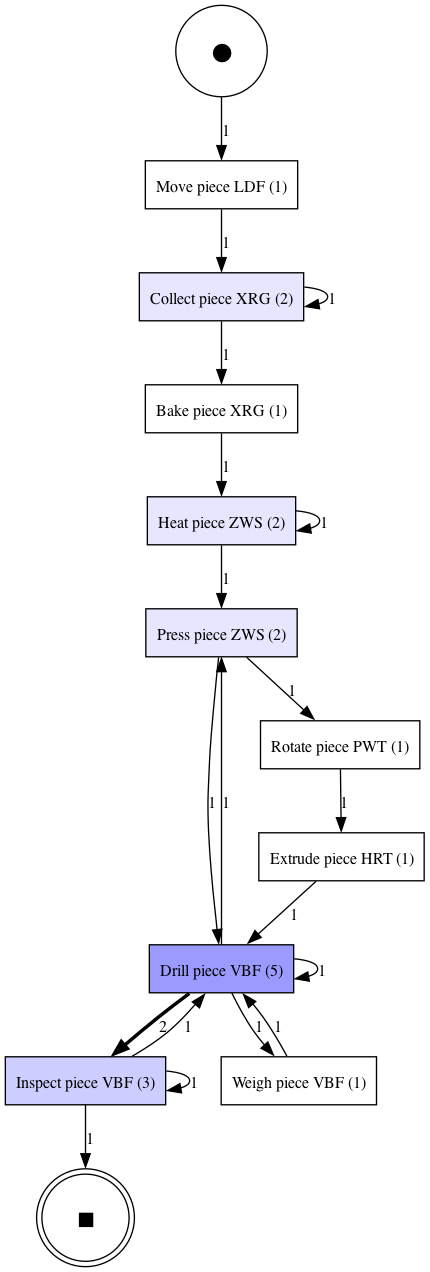 1
Move piece LDF (1)
1
Collect piece XRG (2)
1
1
Bake piece XRG (1)
1
Heat piece ZWS (2)
1
1
Press piece ZWS (2)
1
Rotate piece PWT (1)
1 1 1
Extrude piece HRT (1)
1
Drill piece VBF (5)
1
2 1 1 1
Inspect piece VBF (3)
1
Weigh piece VBF (1)
1